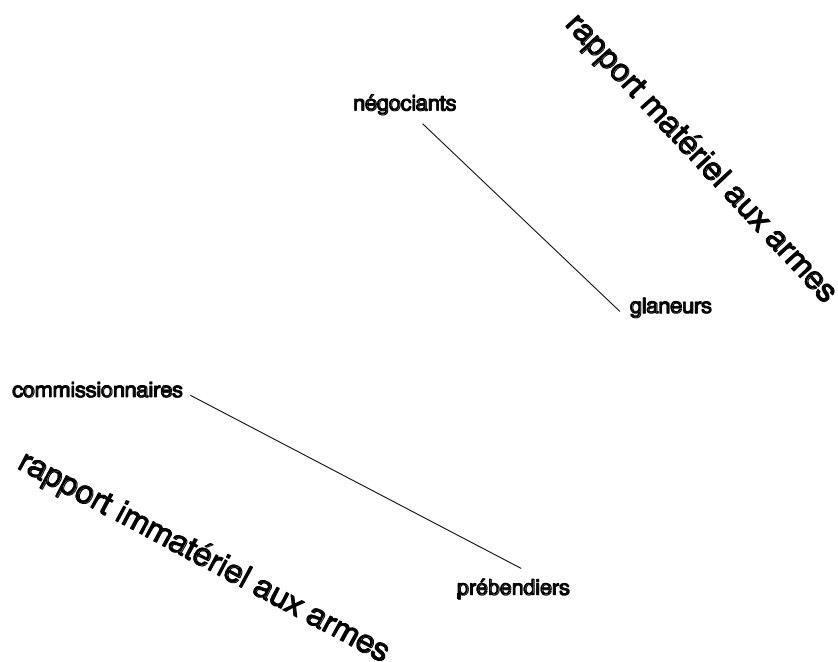 rapport matériel aux armes
négociants
glaneurs
commissionnaires
rapport immatériel aux armes
prébendiers